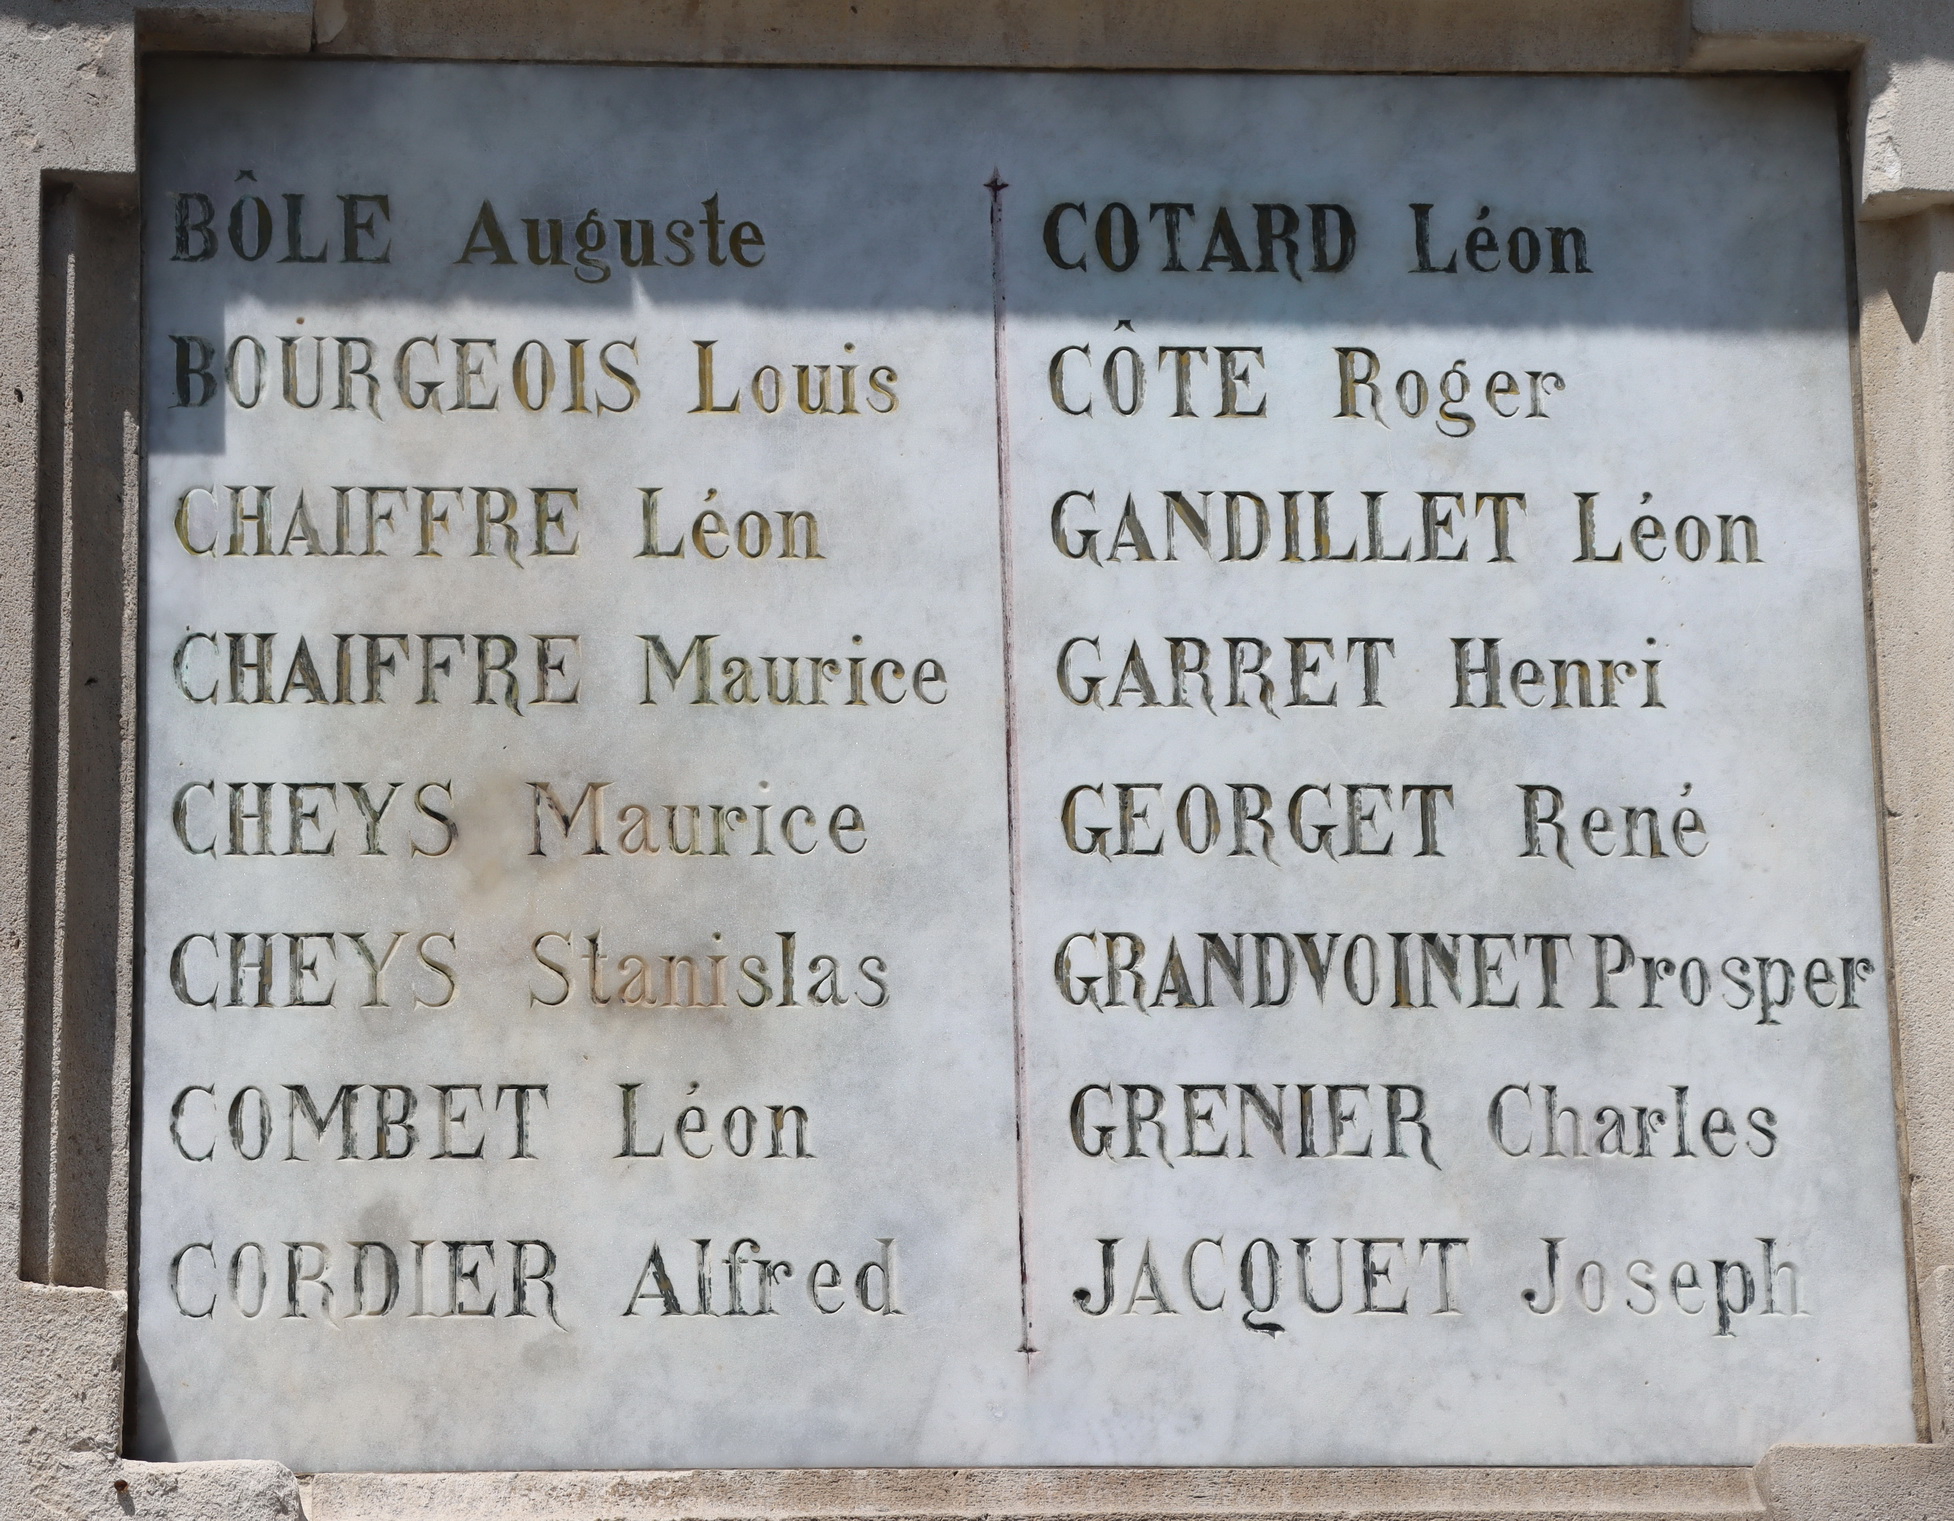 BÔLE Auguste
BOURGEOIS Louis
CHAIFFRE Léon
CHAIFFRE Maurice
CHEYS Maurice
CHEYS Stanislas
COMBET Léon
CORDIER Alfred
COTARD Léon
CÔTE Roger
GANDILLET Léon
GARRET Henri
GEORGET René
GRANDVOINET Prosper
GRENIER Charles
JACQUET Joseph